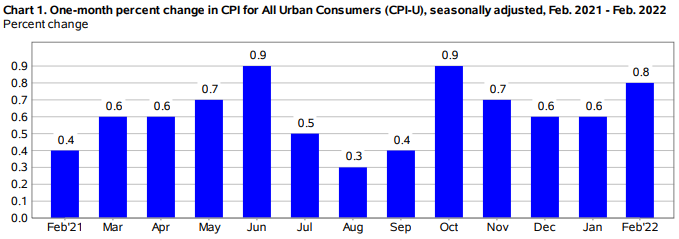 Chart 1. One-month percent change in CPI for All Urban Consumers (CPI-U), seasonally adjusted, Feb. 2021 - Feb. 2022
Percent change
0.9
0.8
0.7
0.6
0.5
0.4
0.3
0.2
0.1
0.0
0.4 0.6 0.6 0.7 0.9 0.5 0.3 0.4 0.9 0.7 0.6 0.6 0.8
Feb'21 Mar Apr May Jun Jul Aug Sep Oct Nov Dec Jan Feb'22